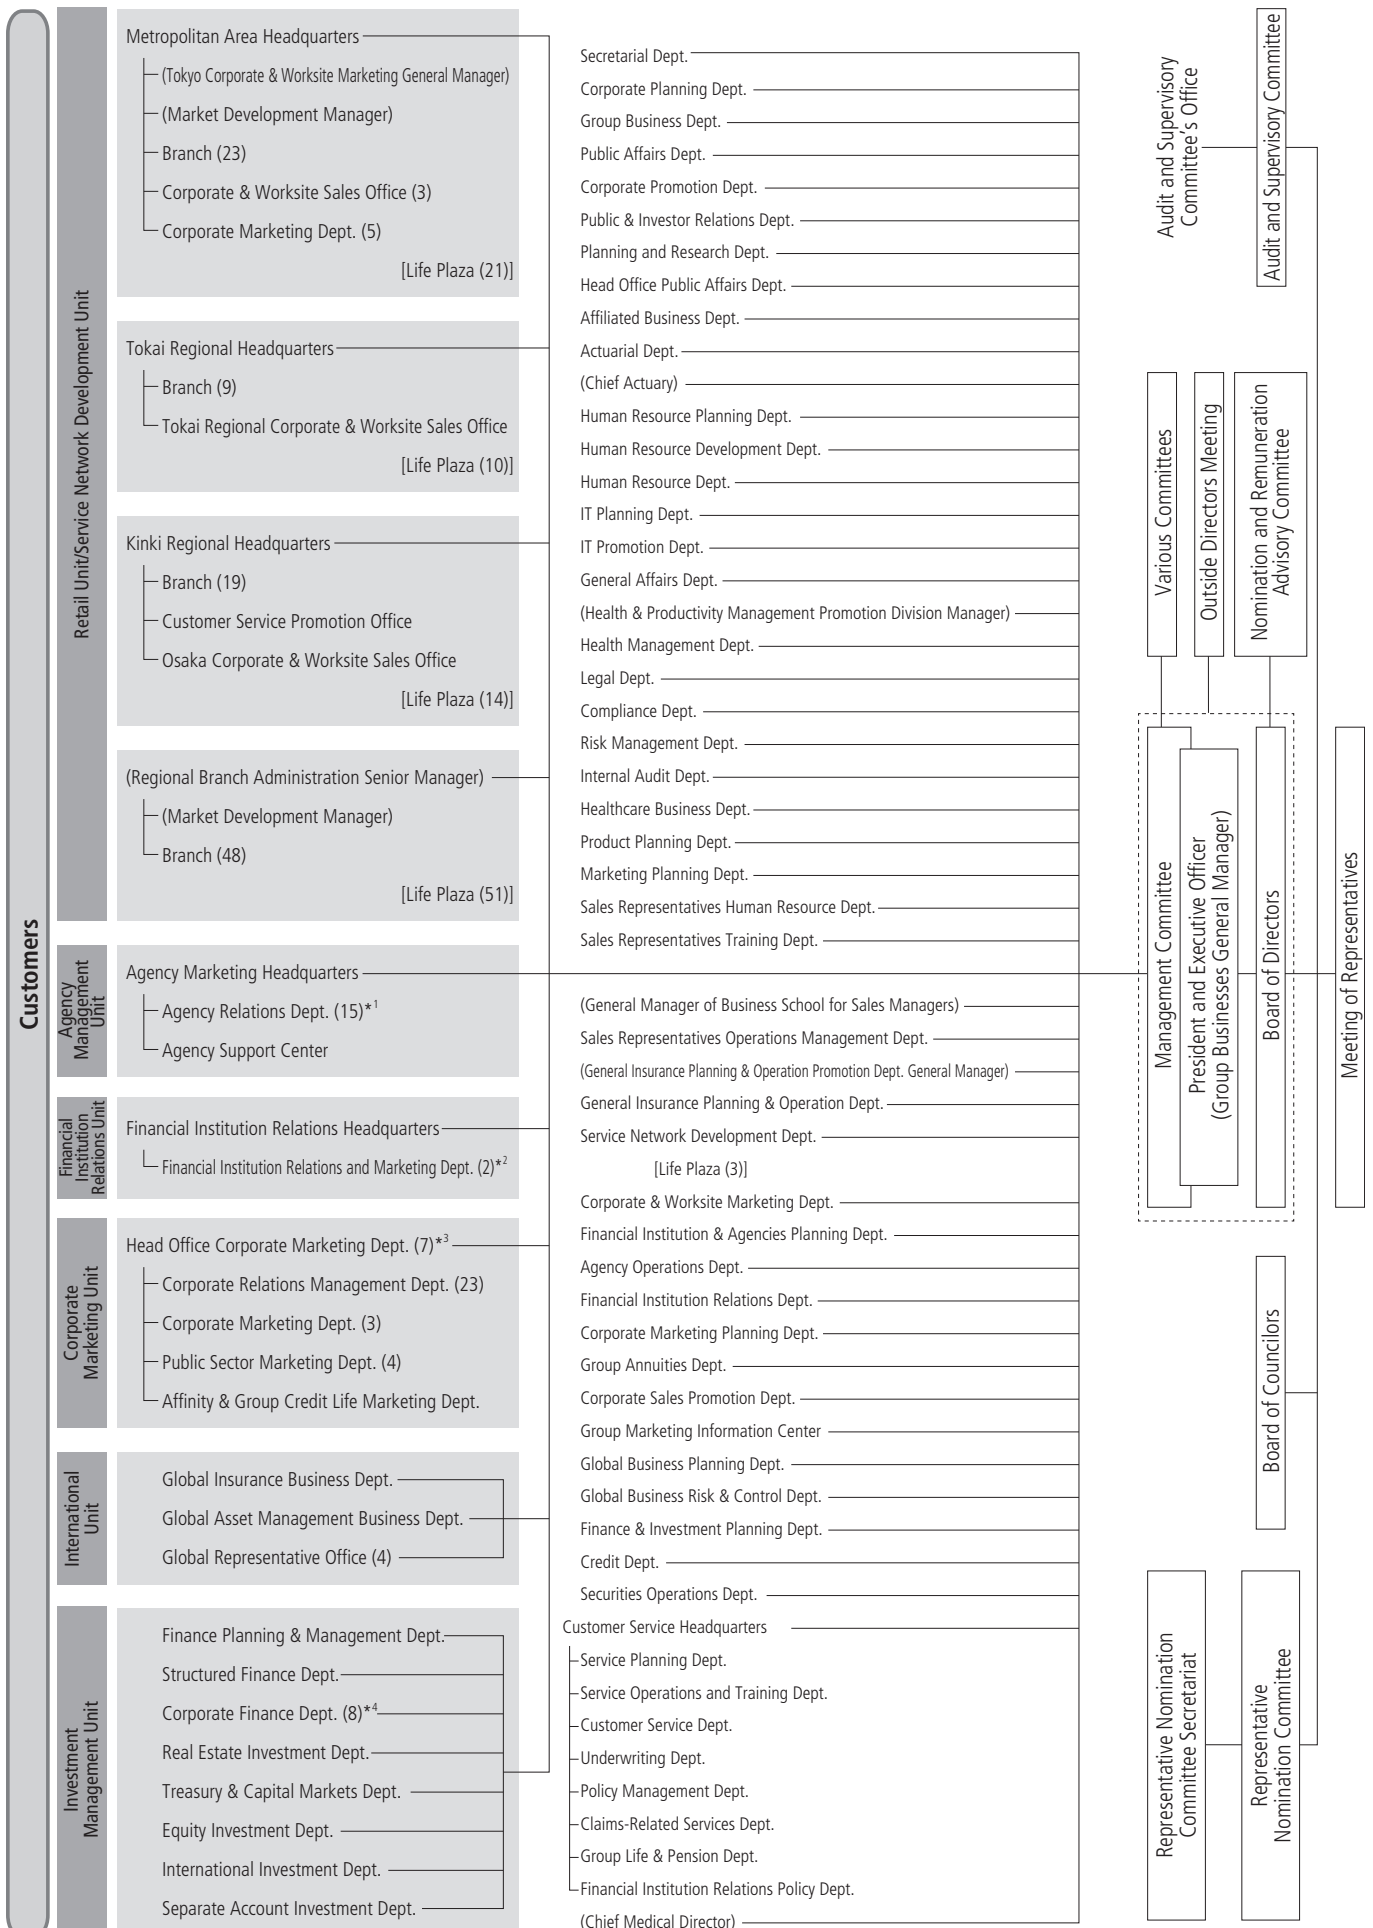 Customers
Retail Unit/Service Network Development Unit
Metropolitan Area Headquarters
(Tokyo Corporate & Worksite Marketing General Manager)
(Market Development Manager)
Branch (23)
Corporate & Worksite Sales Office (3)
Corporate Marketing Dept. (5)
[Life Plaza (21)]
Tokai Regional Headquarters
Branch (9)
Tokai Regional Corporate & Worksite Sales Office
[Life Plaza (10)]
Kinki Regional Headquarters
Branch (19)
Customer Service Promotion Office
Osaka Corporate & Worksite Sales Office
[Life Plaza (14)]
(Regional Branch Administration Senior Manager)
(Market Development Manager)
Branch (48)
[Life Plaza (51)]
Agency
Management
Unit
Agency Marketing Headquarters
Agency Relations Dept. (15)*1
Agency Support Center
Financial
Institution
Relations Unit
Financial Institution Relations Headquarters
Financial Institution Relations and Marketing Dept. (2)*2
Corporate
Marketing Unit
Head Office Corporate Marketing Dept. (7)*3
Corporate Relations Management Dept. (23)
Corporate Marketing Dept. (3)
Public Sector Marketing Dept. (4)
Affinity & Group Credit Life Marketing Dept.
International
Unit
Global Insurance Business Dept.
Global Asset Management Business Dept.
Global Representative Office (4)
Investment
Management Unit
Finance Planning & Management Dept.
Structured Finance Dept.
Corporate Finance Dept. (8)*4
Real Estate Investment Dept.
Treasury & Capital Markets Dept.
Equity Investment Dept.
International Investment Dept.
Separate Account Investment Dept.
Secretarial Dept.
Corporate Planning Dept.
Group Business Dept.
Public Affairs Dept.
Corporate Promotion Dept.
Public & Investor Relations Dept.
Planning and Research Dept.
Head Office Public Affairs Dept.
Affiliated Business Dept.
Actuarial Dept.
(Chief Actuary)
Human Resource Planning Dept.
Human Resource Development Dept.
Human Resource Dept.
IT Planning Dept.
IT Promotion Dept.
General Affairs Dept.
(Health & Productivity Management Promotion Division Manager)
Health Management Dept.
Legal Dept.
Compliance Dept.
Risk Management Dept.
Internal Audit Dept.
Healthcare Business Dept.
Product Planning Dept.
Marketing Planning Dept.
Sales Representatives Human Resource Dept.
Sales Representatives Training Dept.
(General Manager of Business School for Sales Managers)
Sales Representatives Operations Management Dept.
(General Insurance Planning & Operation Promotion Dept. General Manager)
General Insurance Planning & Operation Dept.
Service Network Development Dept.
[Life Plaza (3)]
Corporate & Worksite Marketing Dept.
Financial Institution & Agencies Planning Dept.
Agency Operations Dept.
Financial Institution Relations Dept.
Corporate Marketing Planning Dept.
Group Annuities Dept.
Corporate Sales Promotion Dept.
Group Marketing Information Center
Global Business Planning Dept.
Global Business Risk & Control Dept.
Finance & Investment Planning Dept.
Credit Dept.
Securities Operations Dept.
Customer Service Headquarters
Service Planning Dept.
Service Operations and Training Dept.
Customer Service Dept.
Underwriting Dept.
Policy Management Dept.
Claims-Related Services Dept.
Group Life & Pension Dept.
Financial Institution Relations Policy Dept.
(Chief Medical Director)
Audit and Supervisory
Committee's Office
Audit and Supervisory Committee
Various Committees
Outside Directors Meeting
Nomination and Remuneration
Advisory Committee
Management Committee
President and Executive Officer
(Group Businesses General Manager)
Board of Directors
Meeting of Representatives
Board of Councilors
Representative Nomination
Committee Secretariat
Representative
Nomination Committee